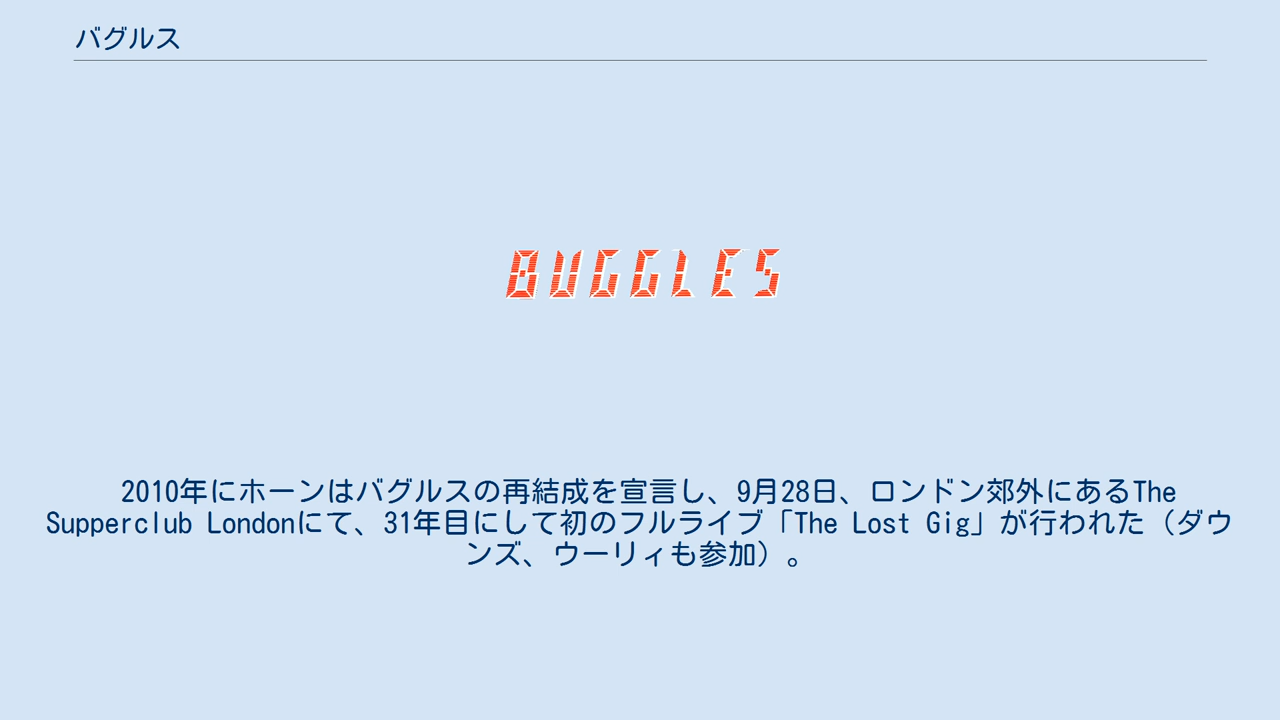 バグルス
BUGGLES
2010年にホーンはバグルスの再結成を宣言し、9月28日、ロンドン郊外にあるThe
Supperclub Londonにて、31年目にして初のフルライブ「The Lost Gig」が行われた（ダウ
ンズ、ウーリィも参加）。